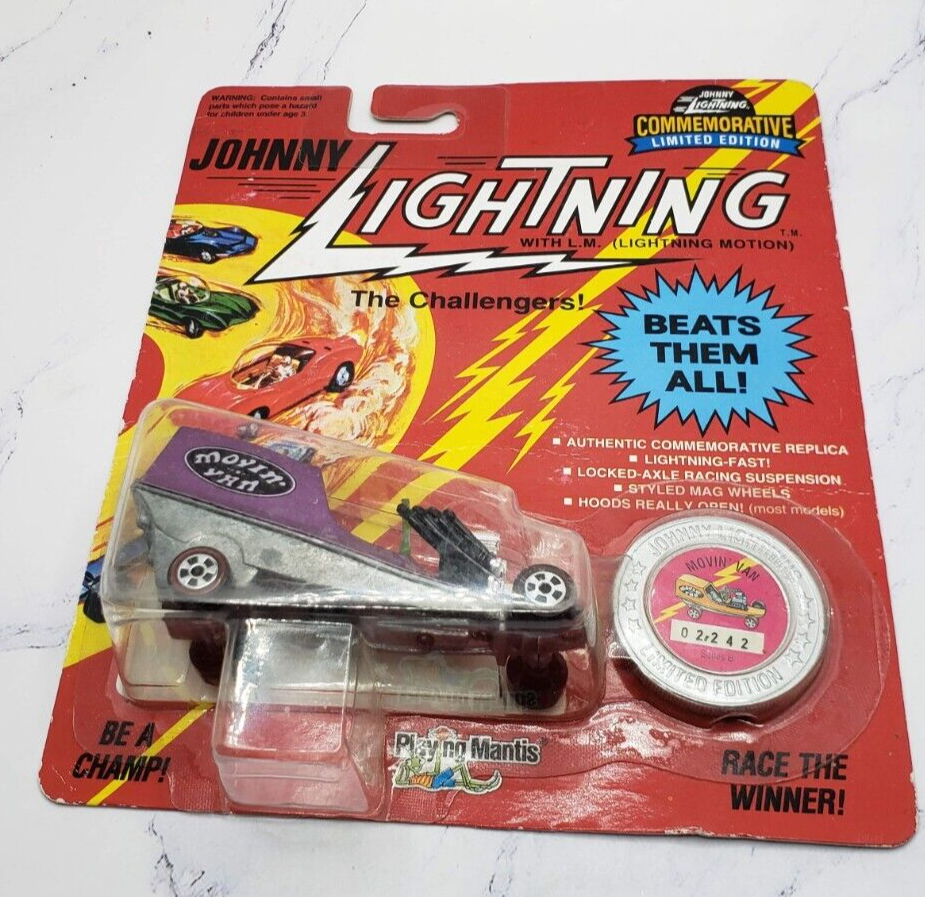 WARNING: Contains small
parts which pose a hazard
for children under age 3
JOHNNY
LIGHTNING
COMMEMORATIVE
LIMITED EDITION
JOHNNY LIGHTNING T.M.
WITH L.M. (LIGHTNING MOTION)
The Challengers!
BEATS
THEM
ALL!
■ AUTHENTIC COMMEMORATIVE REPLICA
■ LIGHTNING-FAST!
■ LOCKED-AXLE RACING SUSPENSION
■ STYLED MAG WHEELS
■ HOODS REALLY OPEN! (most models)
MOVIN'
VAN
JOHNNY LIGHTNING
MOVIN' VAN
02,242
Series B
LIMITED EDITION
BE A
CHAMP!
Playing Mantis
RACE THE
WINNER!